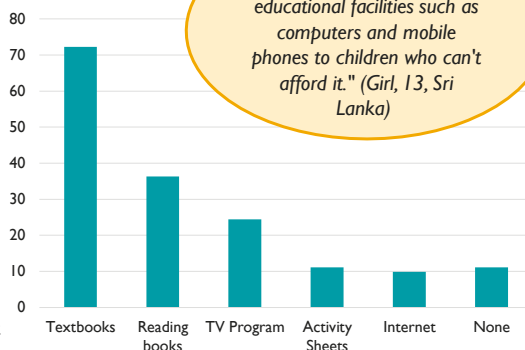 educational facilities such as
computers and mobile
phones to children who can't
afford it." (Girl, 13, Sri
Lanka)
80
70
60
50
40
30
20
10
0
Textbooks
Reading
books
TV Program
Activity
Sheets
Internet
None